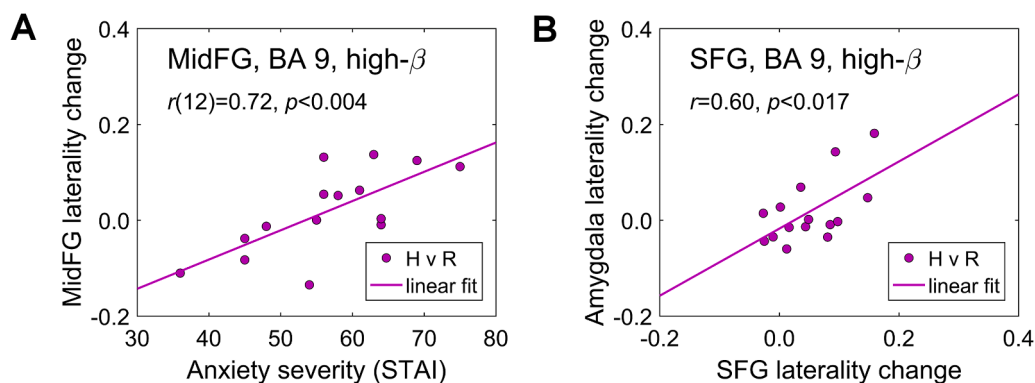 A
MidFG, BA 9, high-β
r(12)=0.72, p<0.004
MidFG laterality change
0.4
0.2
0.0
-0.2
30
40
50
60
70
80
Anxiety severity (STAI)
H v R
linear fit
B
SFG, BA 9, high-β
r=0.60, p<0.017
Amygdala laterality change
0.4
0.2
0.0
-0.2
-0.2
0.0
0.2
0.4
SFG laterality change
H v R
linear fit